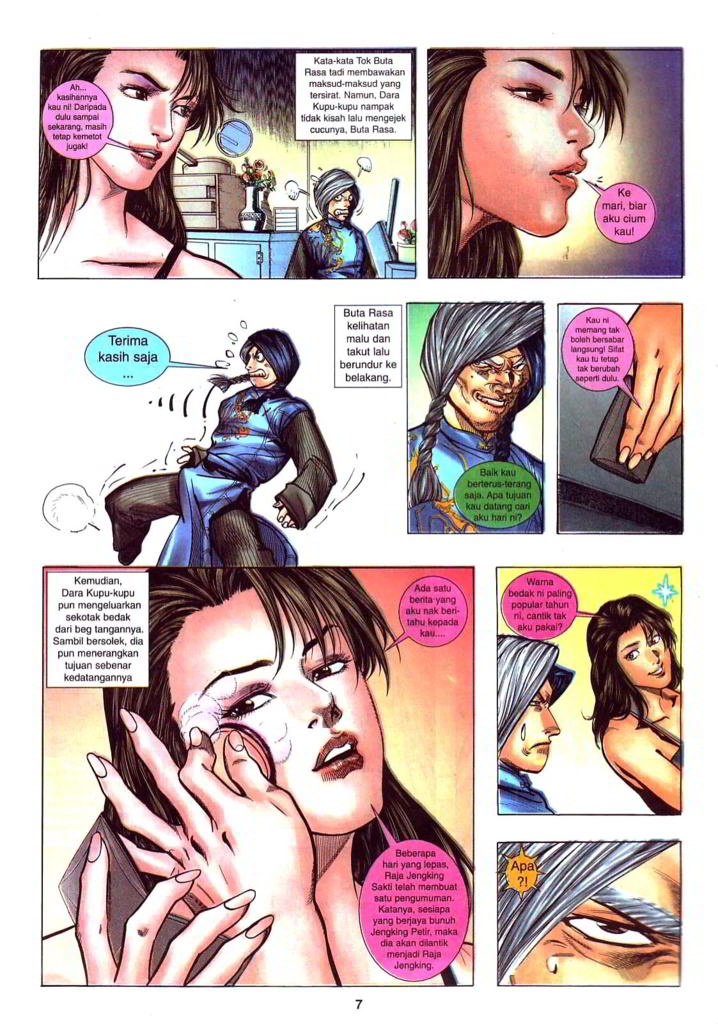 Ah...
kasihannya
kau ni! Daripada
dulu sampai
sekarang, masih
tetap kemetot
jugak!
Kata-kata Tok Buta
Rasa tadi membawakan
maksud-maksud yang
tersirat. Namun, Dara
Kupu-kupu nampak
tidak kisah lalu mengejek
cucunya, Buta Rasa.
Ke
mari, biar
aku cium
kau!
Terima
kasih saja
...
Buta Rasa
kelihatan
malu dan
takut lalu
berundur ke
belakang.
Baik kau
berterus-terang
saja. Apa tujuan
kau datang cari
aku hari ni?
Kau ni
memang tak
boleh bersabar
langsung! Sifat
kau tu tetap
tak berubah
seperti dulu.
Kemudian,
Dara Kupu-kupu
pun mengeluarkan
sekotak bedak
dari beg tangannya.
Sambil bersolek, dia
pun menerangkan
tujuan sebenar
kedatangannya
Ada satu
berita yang
aku nak beri-
tahu kepada
kau....
Beberapa
hari yang lepas,
Raja Jengking
Sakti telah membuat
satu pengumuman.
Katanya, sesiapa
yang berjaya bunuh
Jengking Petir, maka
dia akan dilantik
menjadi Raja
Jengking.
Warna
bedak ni paling
popular tahun
ni, cantik tak
aku pakai?
Apa
?!
7